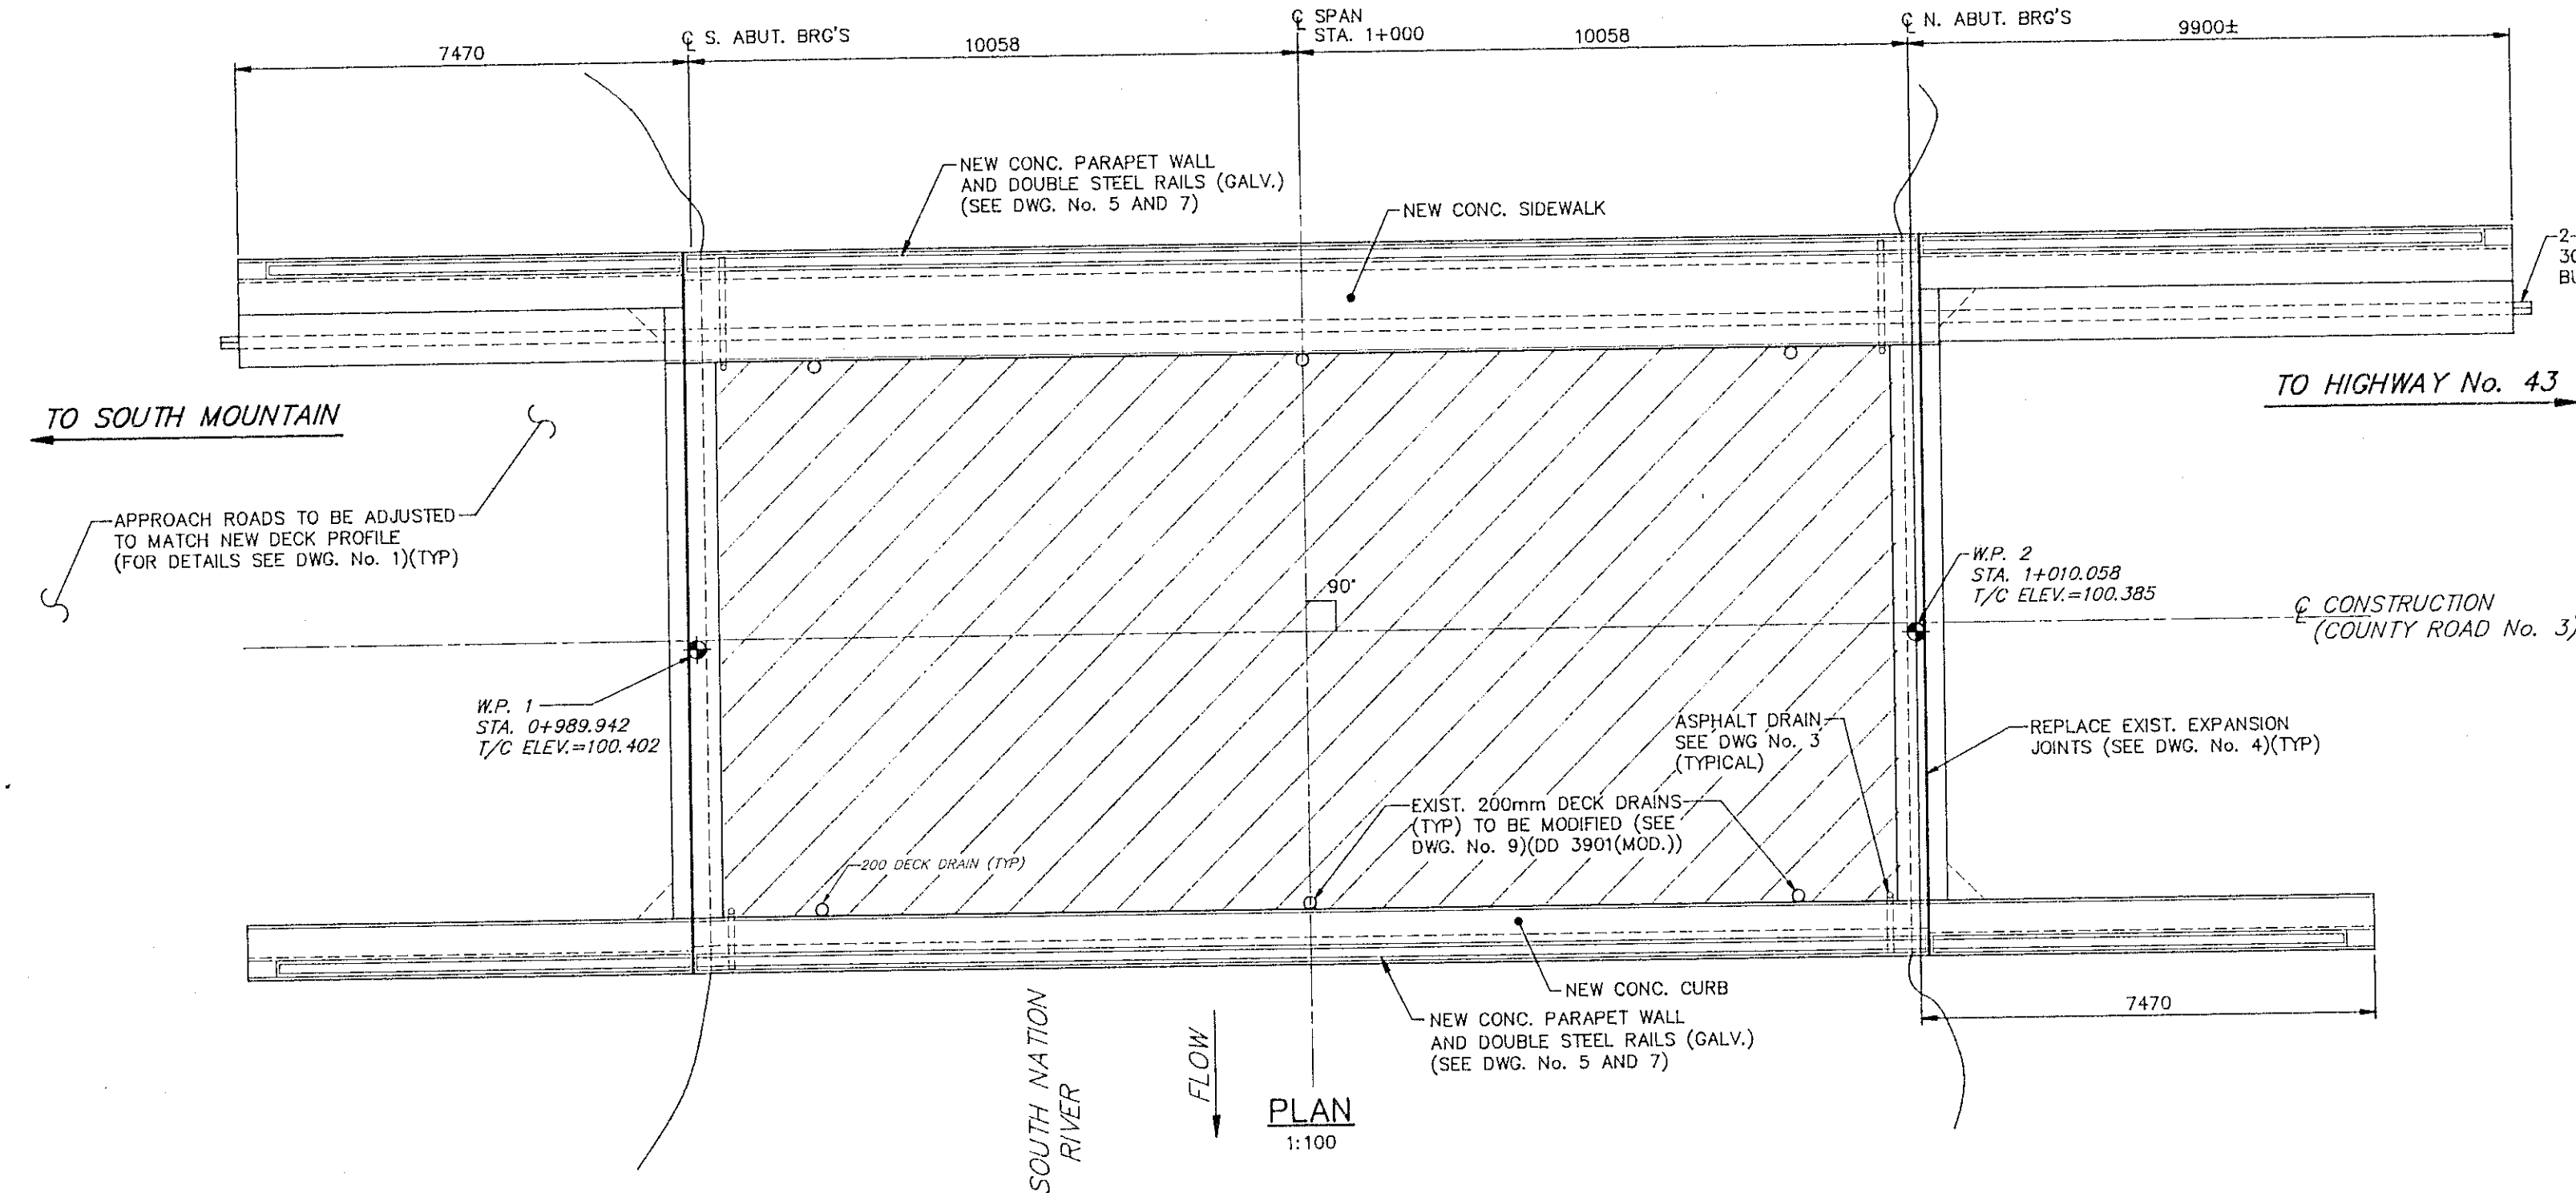 ℄ SPAN
STA. 1+000
℄ S. ABUT. BRG'S
℄ N. ABUT. BRG'S
7470
10058
10058
9900±
NEW CONC. PARAPET WALL
AND DOUBLE STEEL RAILS (GALV.)
(SEE DWG. No. 5 AND 7)
NEW CONC. SIDEWALK
2-
30
BU
TO SOUTH MOUNTAIN
TO HIGHWAY No. 43
APPROACH ROADS TO BE ADJUSTED
TO MATCH NEW DECK PROFILE
(FOR DETAILS SEE DWG. No. 1)(TYP)
90°
W.P. 2
STA. 1+010.058
T/C ELEV.=100.385
℄ CONSTRUCTION
(COUNTY ROAD No. 3)
W.P. 1
STA. 0+989.942
T/C ELEV.=100.402
ASPHALT DRAIN
SEE DWG No. 3
(TYPICAL)
REPLACE EXIST. EXPANSION
JOINTS (SEE DWG. No. 4)(TYP)
EXIST. 200mm DECK DRAINS
(TYP) TO BE MODIFIED (SEE
DWG. No. 9)(DD 3901(MOD.))
200 DECK DRAIN (TYP)
NEW CONC. CURB
7470
NEW CONC. PARAPET WALL
AND DOUBLE STEEL RAILS (GALV.)
(SEE DWG. No. 5 AND 7)
SOUTH NATION
RIVER
FLOW
PLAN
1:100